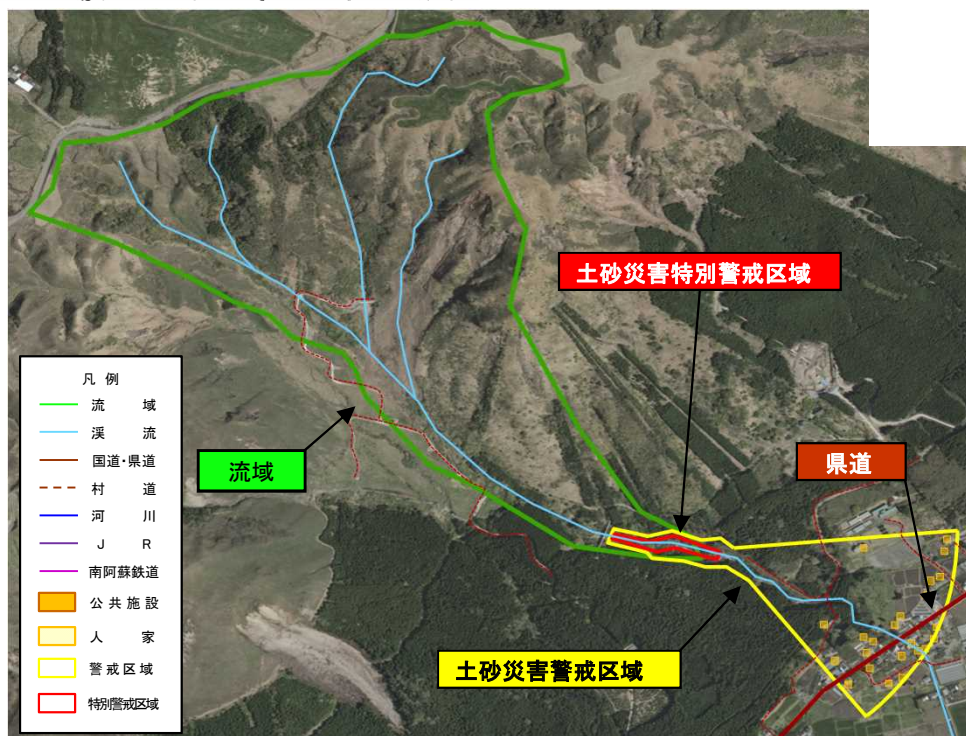 土砂災害特別警戒区域
県道
流域
土砂災害警戒区域
凡 例
流 域
溪 流
国道・県道
村 道
河 川
J R
南阿蘇鉄道
公 共 施 設
人 家
警 戒 区 域
特別警戒区域